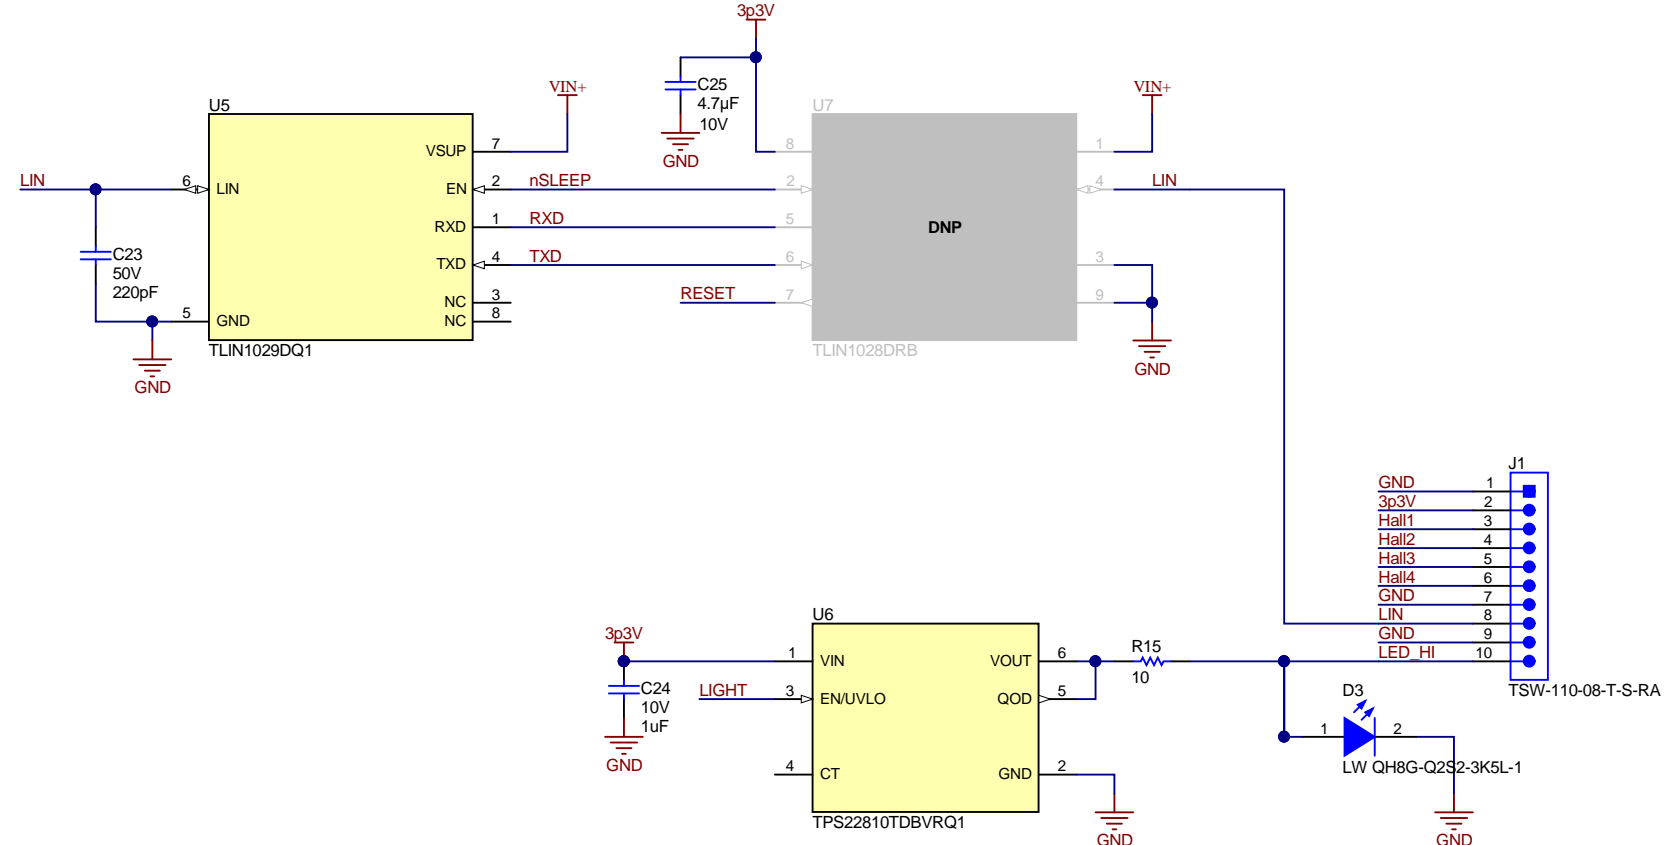 3p3V
C25
4.7µF
10V
GND
VIN+
U5
VSUP 7
LIN
6 LIN
EN 2 nSLEEP
RXD 1 RXD
TXD 4 TXD
NC 3
NC 8
5 GND
TLIN1029DQ1
C23
50V
220pF
GND
U7
8
2
5
6
RESET 7
DNP
1
4 LIN
3
9
TLIN1028DRB
VIN+
GND
J1
GND 1
3p3V 2
Hall1 3
Hall2 4
Hall3 5
Hall4 6
GND 7
LIN 8
GND 9
LED_HI 10
TSW-110-08-T-S-RA
U6
3p3V
1 VIN
LIGHT 3 EN/UVLO
4 CT
VOUT 6
QOD 5
GND 2
TPS22810TDBVRQ1
C24
10V
1uF
GND
R15
10
GND
D3
1 2
LW QH8G-Q2S2-3K5L-1
GND